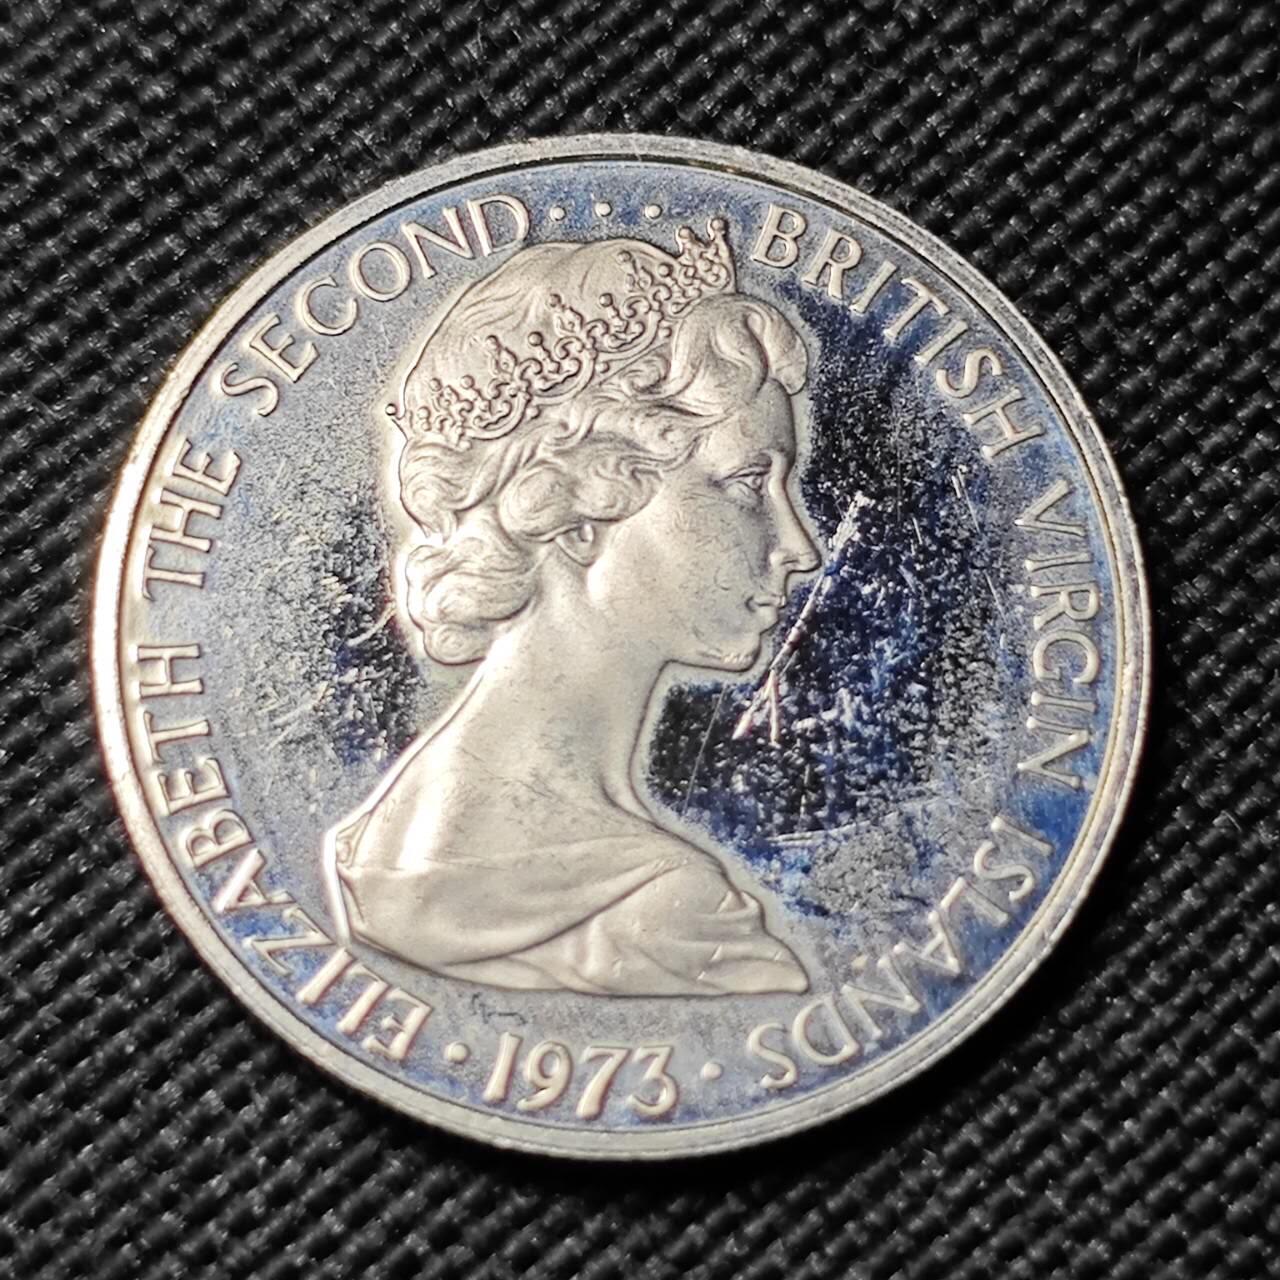 ELIZABETH THE SECOND···· BRITISH VIRGIN ISLANDS
· 1973 ·